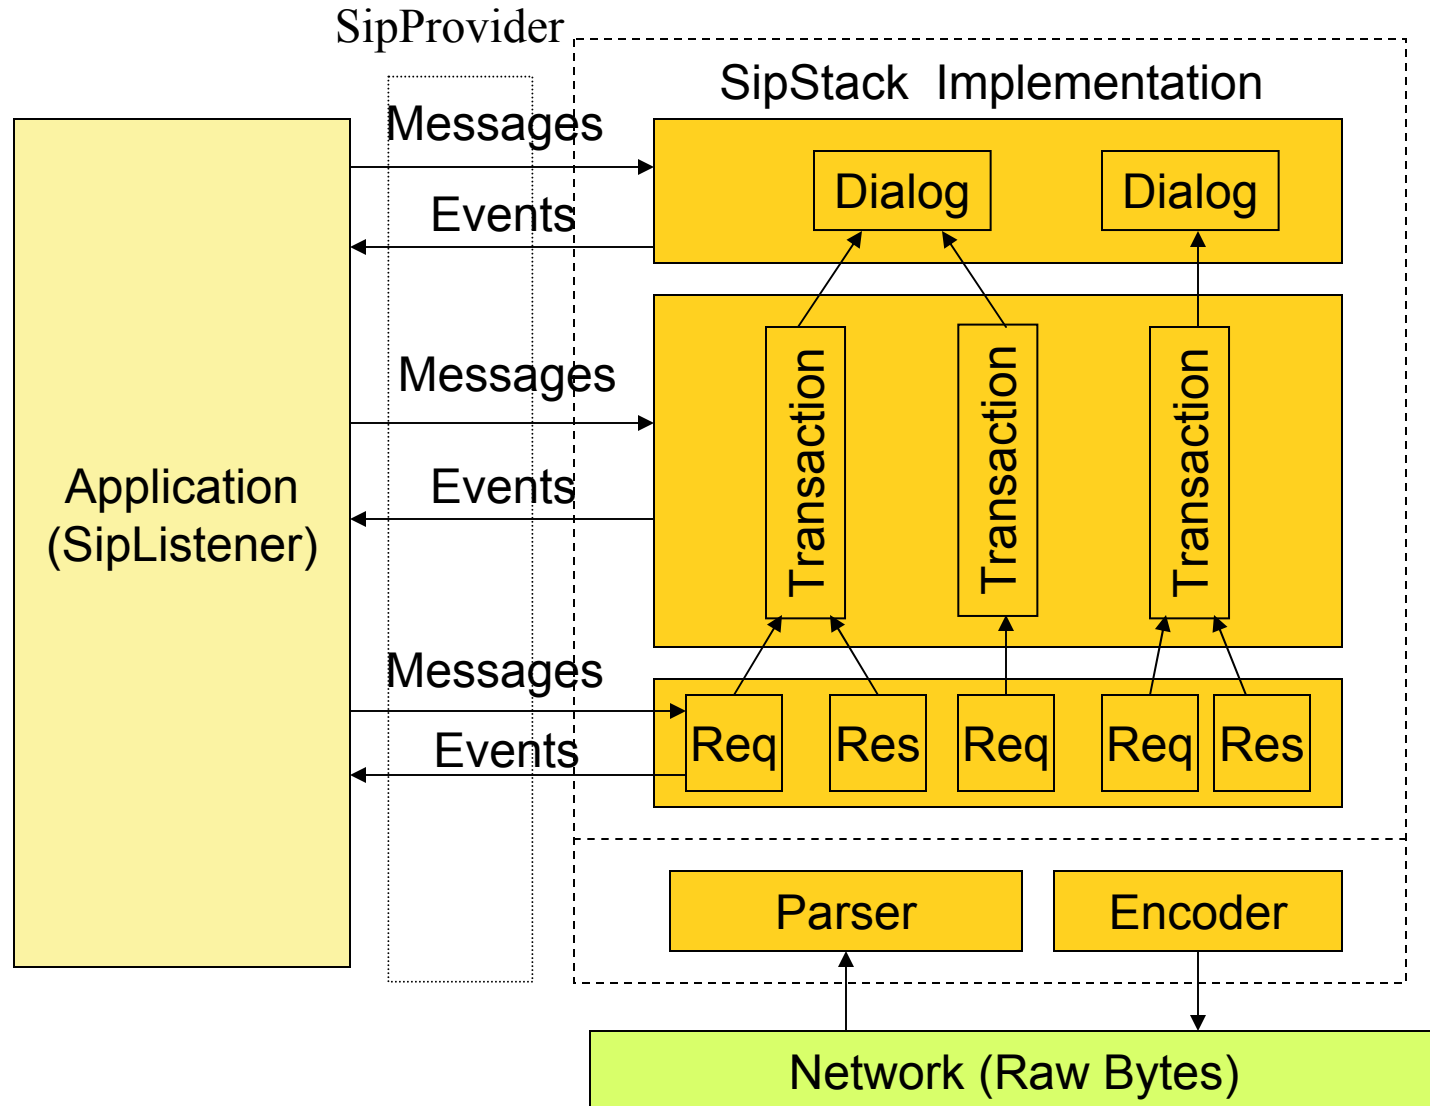 SipProvider
SipStack Implementation
Messages
Events
Dialog
Dialog
Messages
Events
Application
(SipListener)
Transaction
Transaction
Transaction
Messages
Events
Req
Res
Req
Req
Res
Parser
Encoder
Network (Raw Bytes)